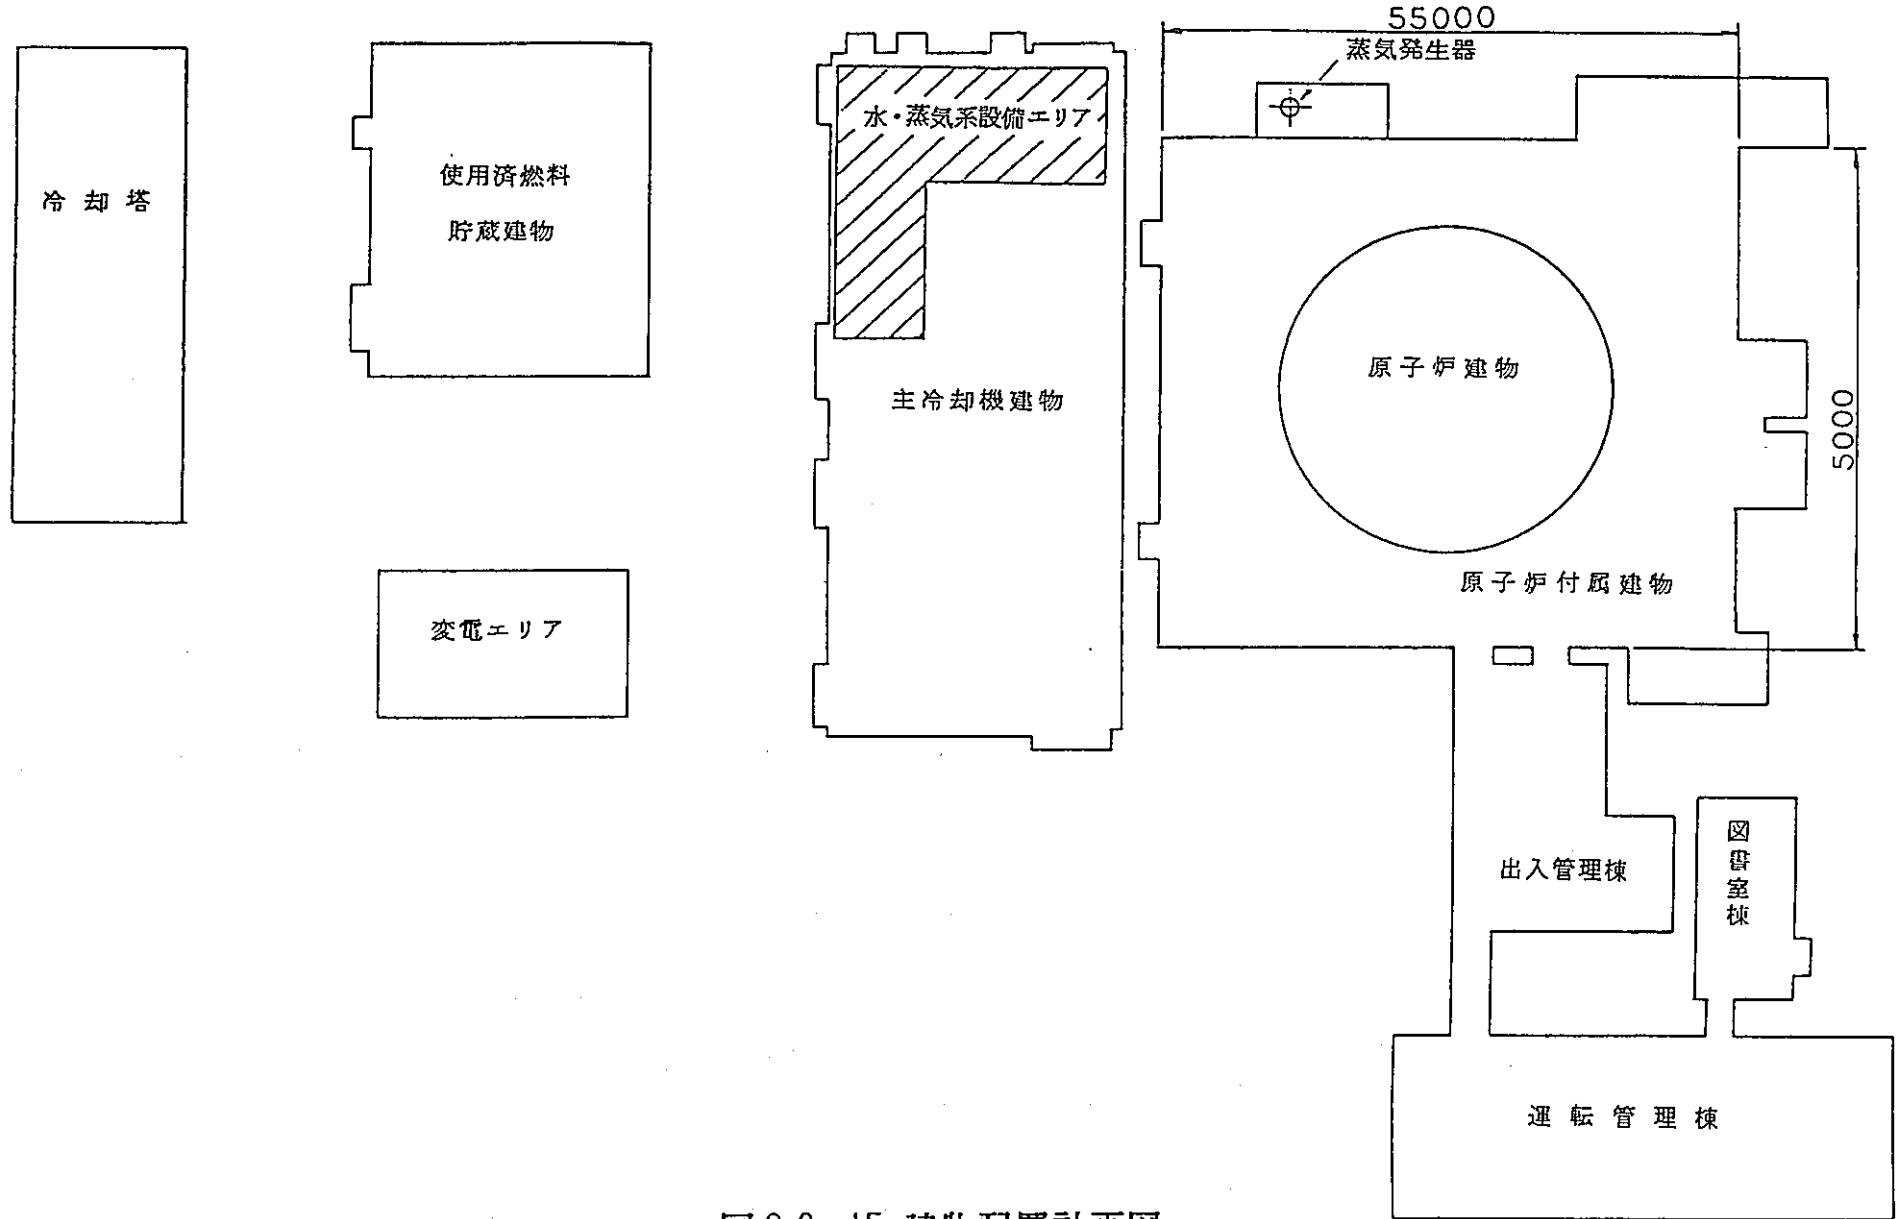 55000
蒸気発生器
水・蒸気系設備エリア
使用済燃料
貯蔵建物
冷却塔
原子炉建物
主冷却機建物
5000
原子炉付属建物
変電エリア
出入管理棟
図書室棟
運転管理棟